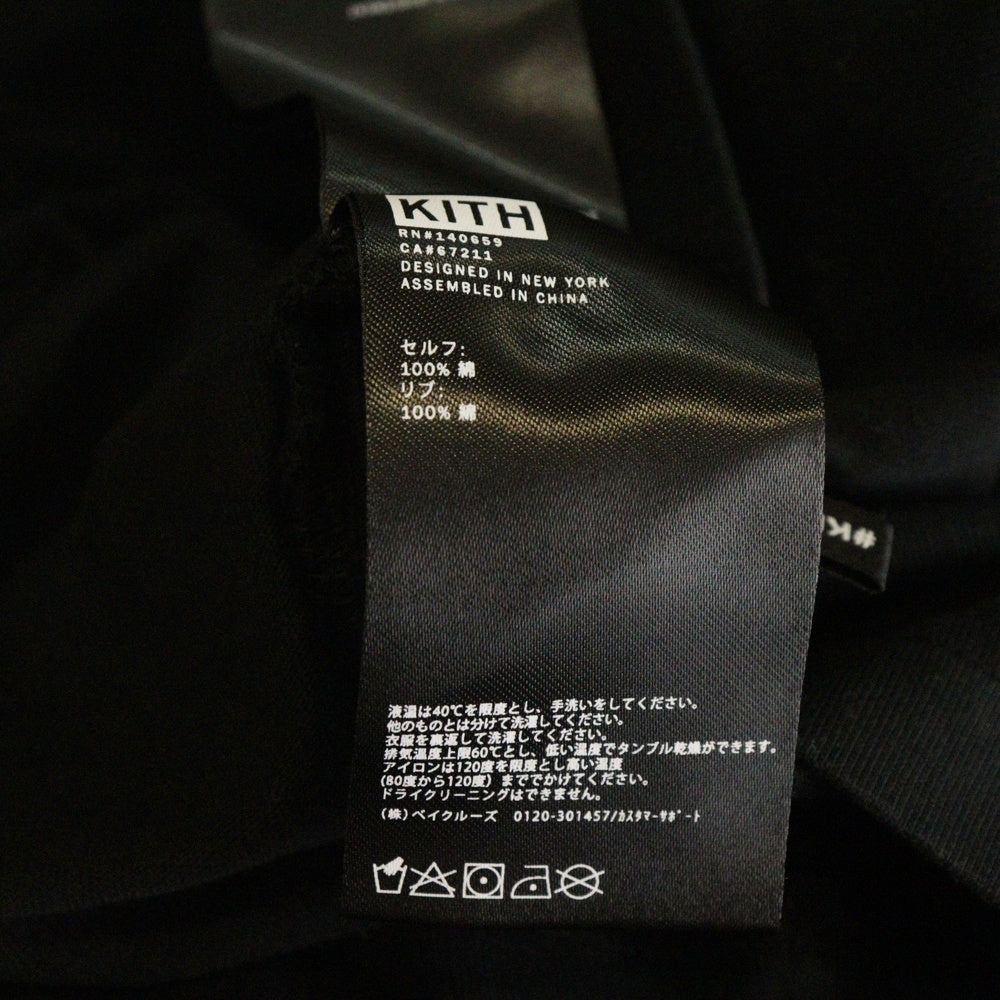 KITH
RN#140659
CA#67211
DESIGNED IN NEW YORK
ASSEMBLED IN CHINA
セルフ:
100% 綿
リブ:
100% 綿
#K
液温は40℃を限度とし、手洗いをしてください。
他のものとは分けて洗濯してください。
衣服を裏返して洗濯してください。
排気温度上限60℃とし、低い温度でタンブル乾燥ができます。
アイロンは120度を限度とし高い温度
(80度から120度) まででかけてください。
ドライクリーニングはできません。
(株) ベイクルーズ 0120-301457/ｶｽﾀﾏｰｻﾎﾟｰﾄ